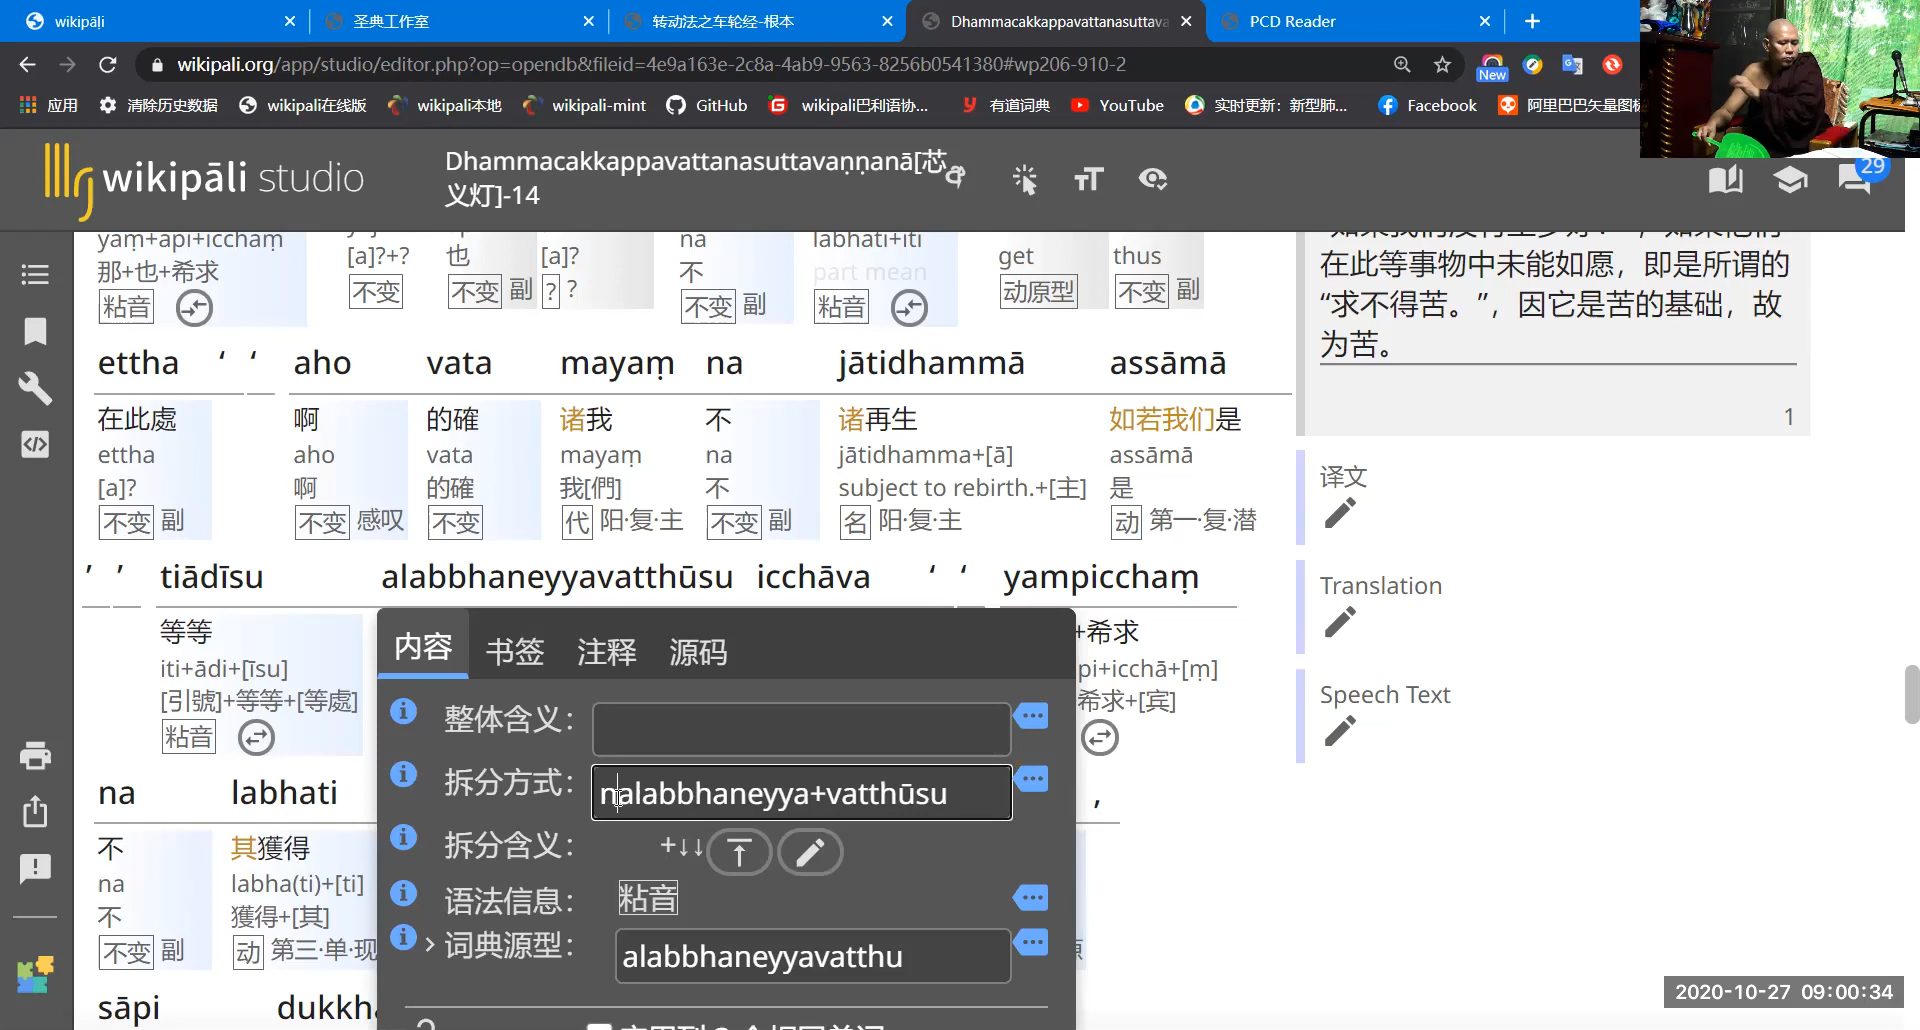 wikipāli
圣典工作室
转动法之车轮经-根本
Dhammacakkappavattanasuttava
PCD Reader
wikipali.org/app/studio/editor.php?op=opendb&fileid=4e9a163e-2c8a-4ab9-9563-8256b0541380#wp206-910-2
New
应用
清除历史数据
wikipali在线版
wikipali本地
wikipali-mint
GitHub
wikipali巴利语协...
有道词典
YouTube
实时更新：新型肺...
Facebook
阿里巴巴矢量图标
wikipāli studio
Dhammacakkappavattanasuttavaṇṇanā[芯
义灯]-14
29
yaṃ+api+icchaṃ
那+也+希求
粘音
[a]?+?
不变
也
不变 副
[a]?
? ?
na
不
不变 副
labhati+iti
part mean
粘音
get
动原型
thus
不变 副
ettha ‘ ‘ aho vata mayaṃ na jātidhammā assāmā
在此處 啊 的確 诸我 不 诸再生 如若我们是
ettha aho vata mayaṃ na jātidhamma+[ā] assāmā
[a]? 啊 的確 我[們] 不 subject to rebirth.+[主] 是
不变 副 不变 感叹 不变 代 阳·复·主 不变 副 名 阳·复·主 动 第一·复·潜
’ ’ tiādīsu alabbhaneyyavatthūsu icchāva ‘ ‘ yampicchaṃ
等等 +希求
iti+ādi+[īsu] pi+icchā+[ṃ]
[引號]+等等+[等處] 希求+[宾]
粘音
na labhati ,
不 其獲得
na labha(ti)+[ti]
不 獲得+[其]
不变 副 动 第三·单·现
sāpi
内容 书签 注释 源码
整体含义：
拆分方式： nalabbhaneyya+vatthūsu
拆分含义： +↓↓
语法信息： 粘音
词典源型： alabbhaneyyavatthu
在此等事物中未能如愿，即是所谓的
“求不得苦。”，因它是苦的基础，故
为苦。
1
译文
Translation
Speech Text
2020-10-27 09:00:34